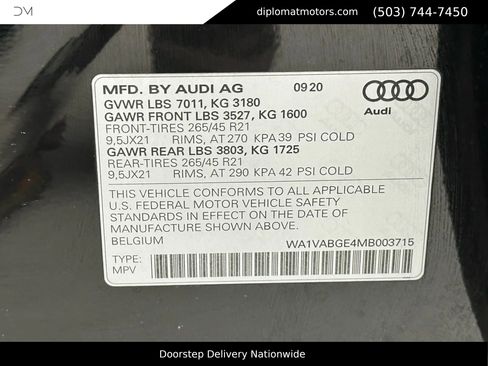 DM
diplomatmotors.com (503) 744-7450
MFD. BY AUDI AG 0920
GVWR LBS 7011, KG 3180
GAWR FRONT LBS 3527, KG 1600
FRONT-TIRES 265/45 R21
9,5JX21 RIMS, AT 270 KPA 39 PSI COLD
GAWR REAR LBS 3803, KG 1725
REAR-TIRES 265/45 R21
9,5JX21 RIMS, AT 290 KPA 42 PSI COLD
Audi
THIS VEHICLE CONFORMS TO ALL APPLICABLE
U.S. FEDERAL MOTOR VEHICLE SAFETY
STANDARDS IN EFFECT ON THE DATE OF
MANUFACTURE SHOWN ABOVE.
BELGIUM WA1VABGE4MB003715
TYPE:
MPV
Doorstep Delivery Nationwide